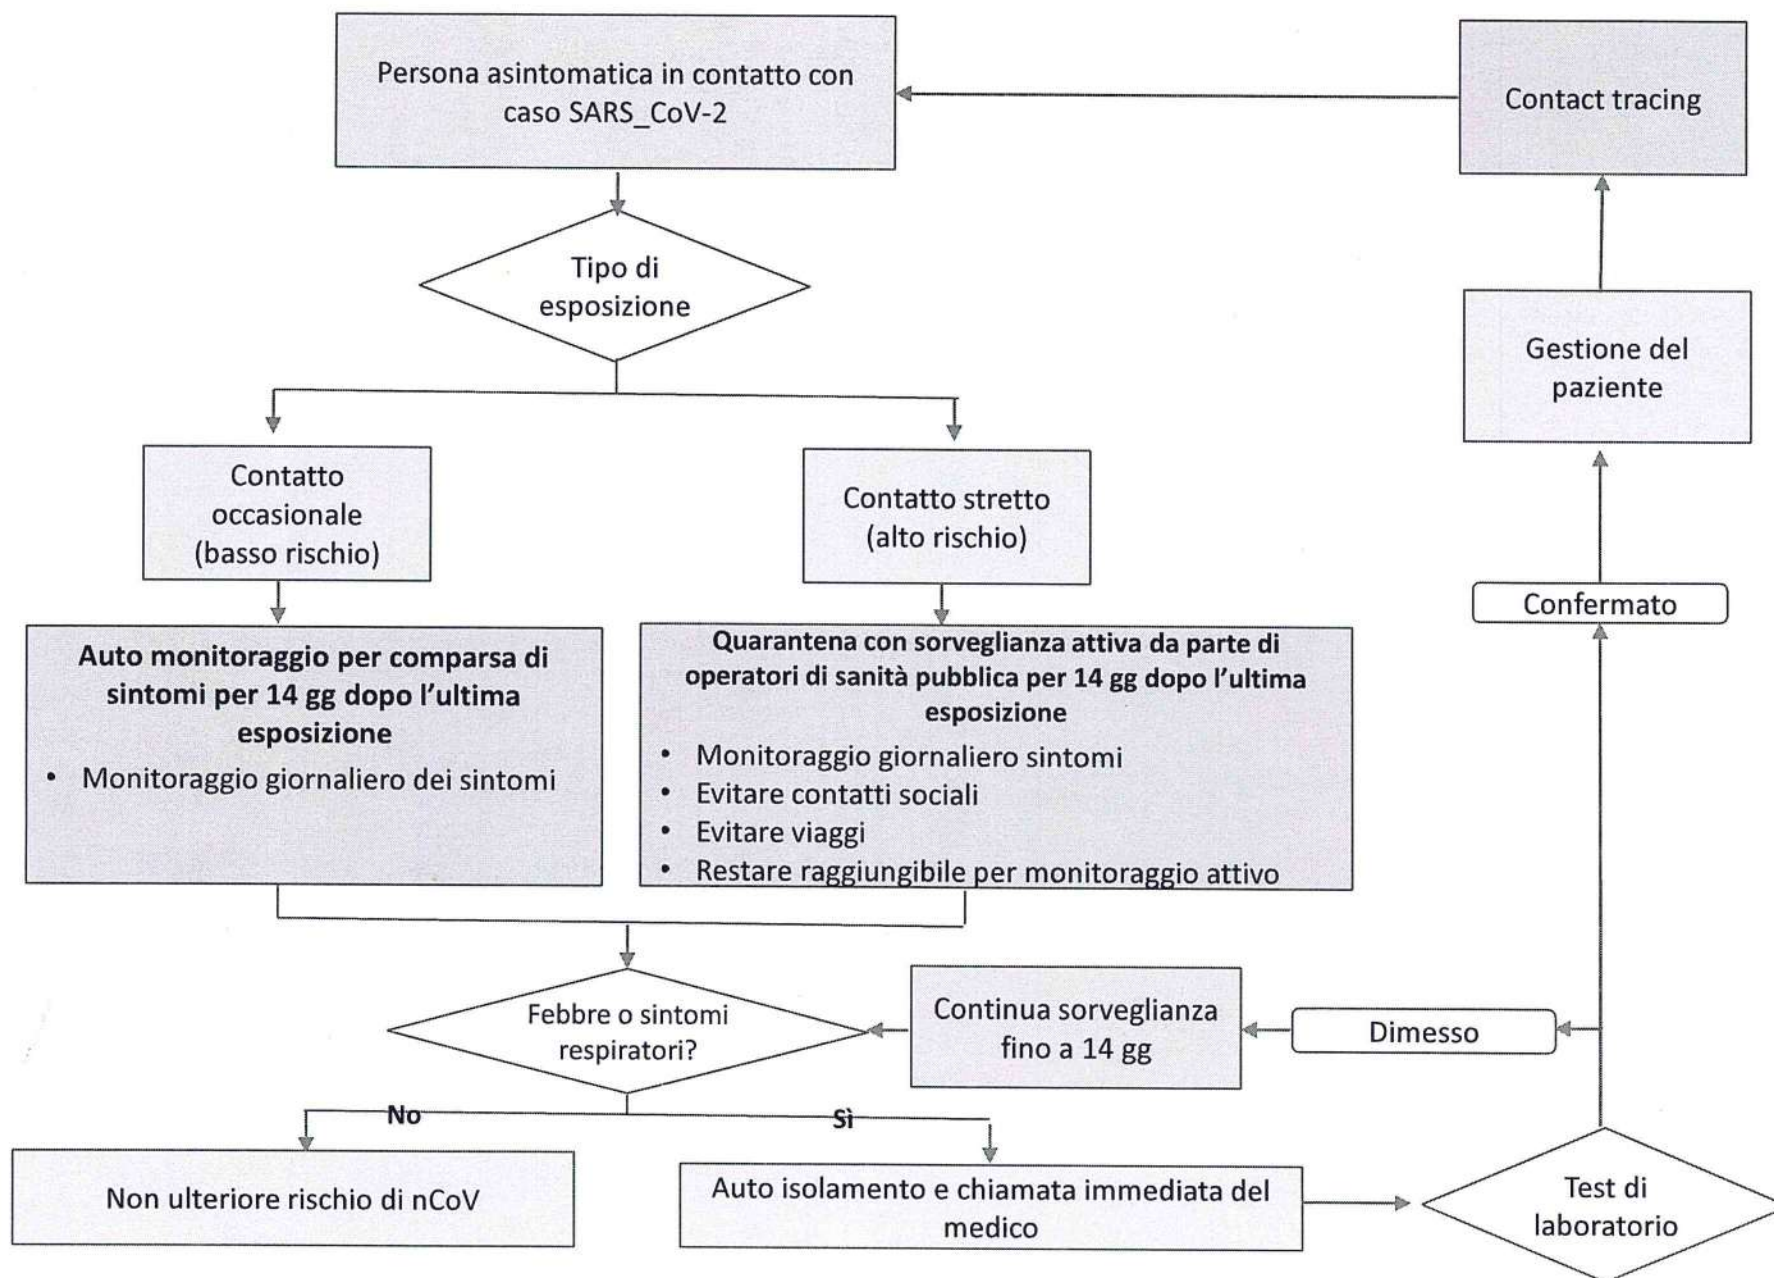 Persona asintomatica in contatto con
caso SARS_CoV-2
Contact tracing
Tipo di
esposizione
Gestione del
paziente
Contatto
occasionale
(basso rischio)
Contatto stretto
(alto rischio)
Confermato
Auto monitoraggio per comparsa di
sintomi per 14 gg dopo l'ultima
esposizione
• Monitoraggio giornaliero dei sintomi
Quarantena con sorveglianza attiva da parte di
operatori di sanità pubblica per 14 gg dopo l'ultima
esposizione
• Monitoraggio giornaliero sintomi
• Evitare contatti sociali
• Evitare viaggi
• Restare raggiungibile per monitoraggio attivo
Febbre o sintomi
respiratori?
Continua sorveglianza
fino a 14 gg
Dimesso
No
Sì
Non ulteriore rischio di nCoV
Auto isolamento e chiamata immediata del
medico
Test di
laboratorio